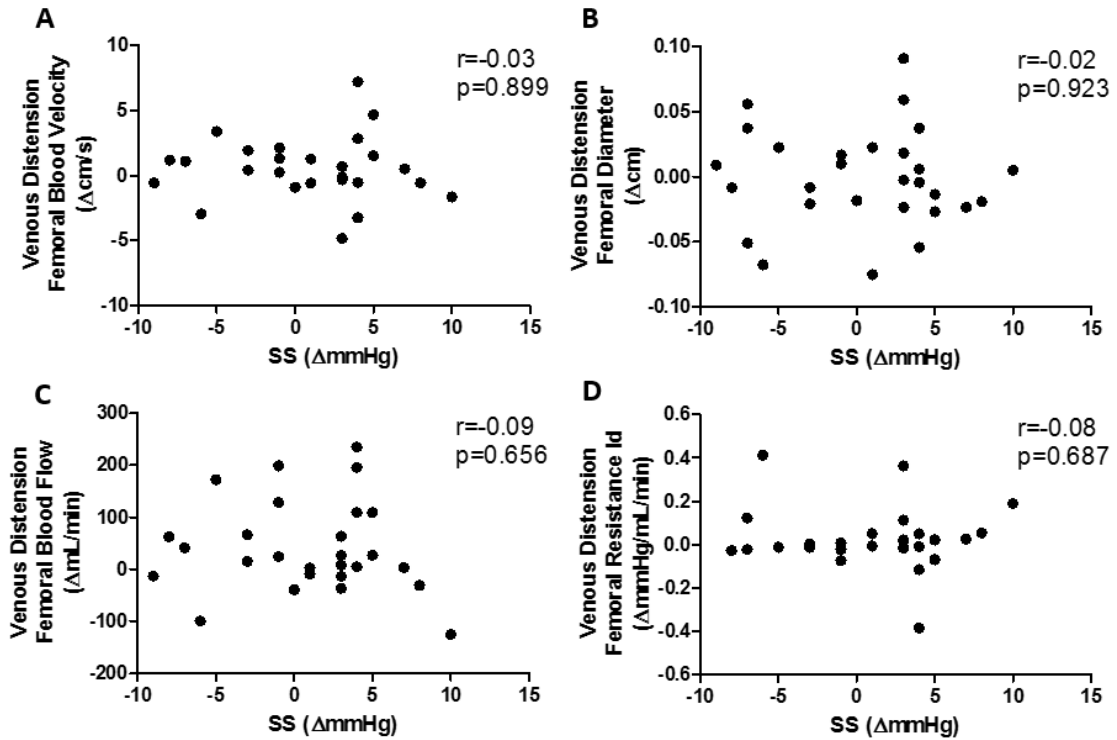 A
Venous Distension
Femoral Blood Velocity
(Δcm/s)
10
5
0
-5
-10
r=-0.03
p=0.899
-10
-5
0
5
10
15
SS (ΔmmHg)
B
Venous Distension
Femoral Diameter
(Δcm)
0.10
0.05
0.00
-0.05
-0.10
r=-0.02
p=0.923
-10
-5
0
5
10
15
SS (ΔmmHg)
C
Venous Distension
Femoral Blood Flow
(ΔmL/min)
300
200
100
0
-100
-200
r=-0.09
p=0.656
-10
-5
0
5
10
15
SS (ΔmmHg)
D
Venous Distension
Femoral Resistance Id
(ΔmmHg/mL/min)
0.6
0.4
0.2
0.0
-0.2
-0.4
-0.6
r=-0.08
p=0.687
-10
-5
0
5
10
15
SS (ΔmmHg)